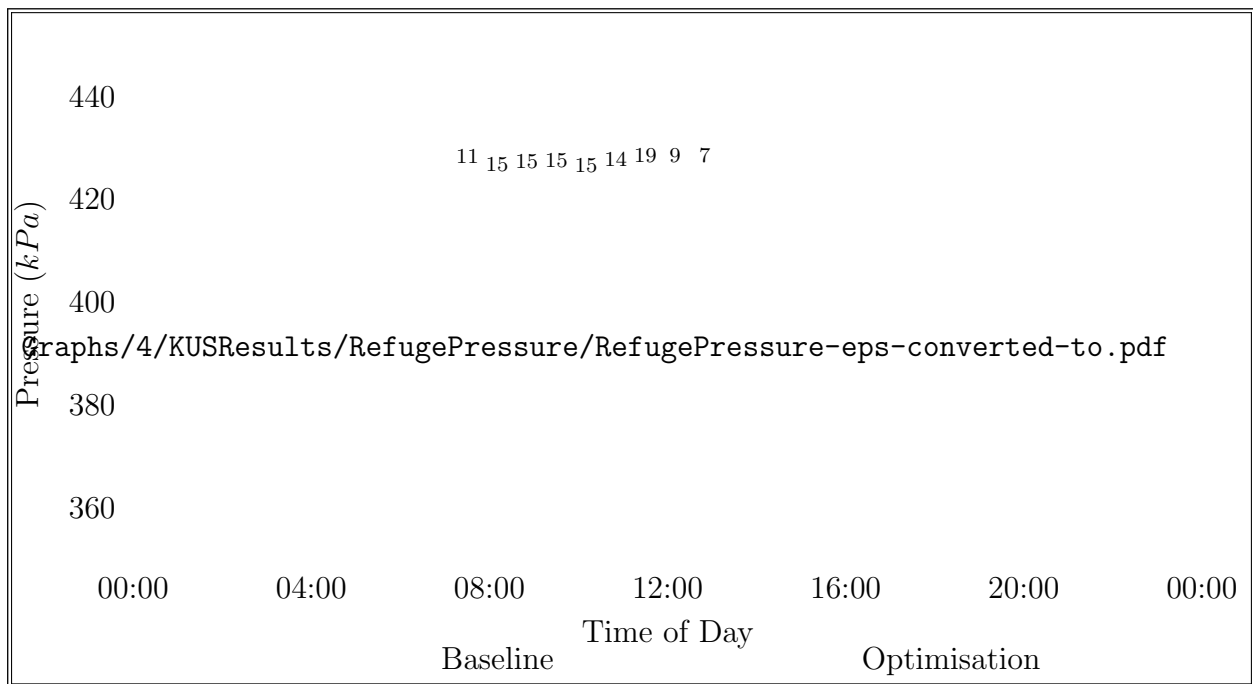 440
11 15 15 15 15 14 19 9 7
420
Pressure (kPa)
400
Graphs/4/KUSResults/RefugePressure/RefugePressure-eps-converted-to.pdf
380
360
00:00 04:00 08:00 12:00 16:00 20:00 00:00
Time of Day
Baseline Optimisation